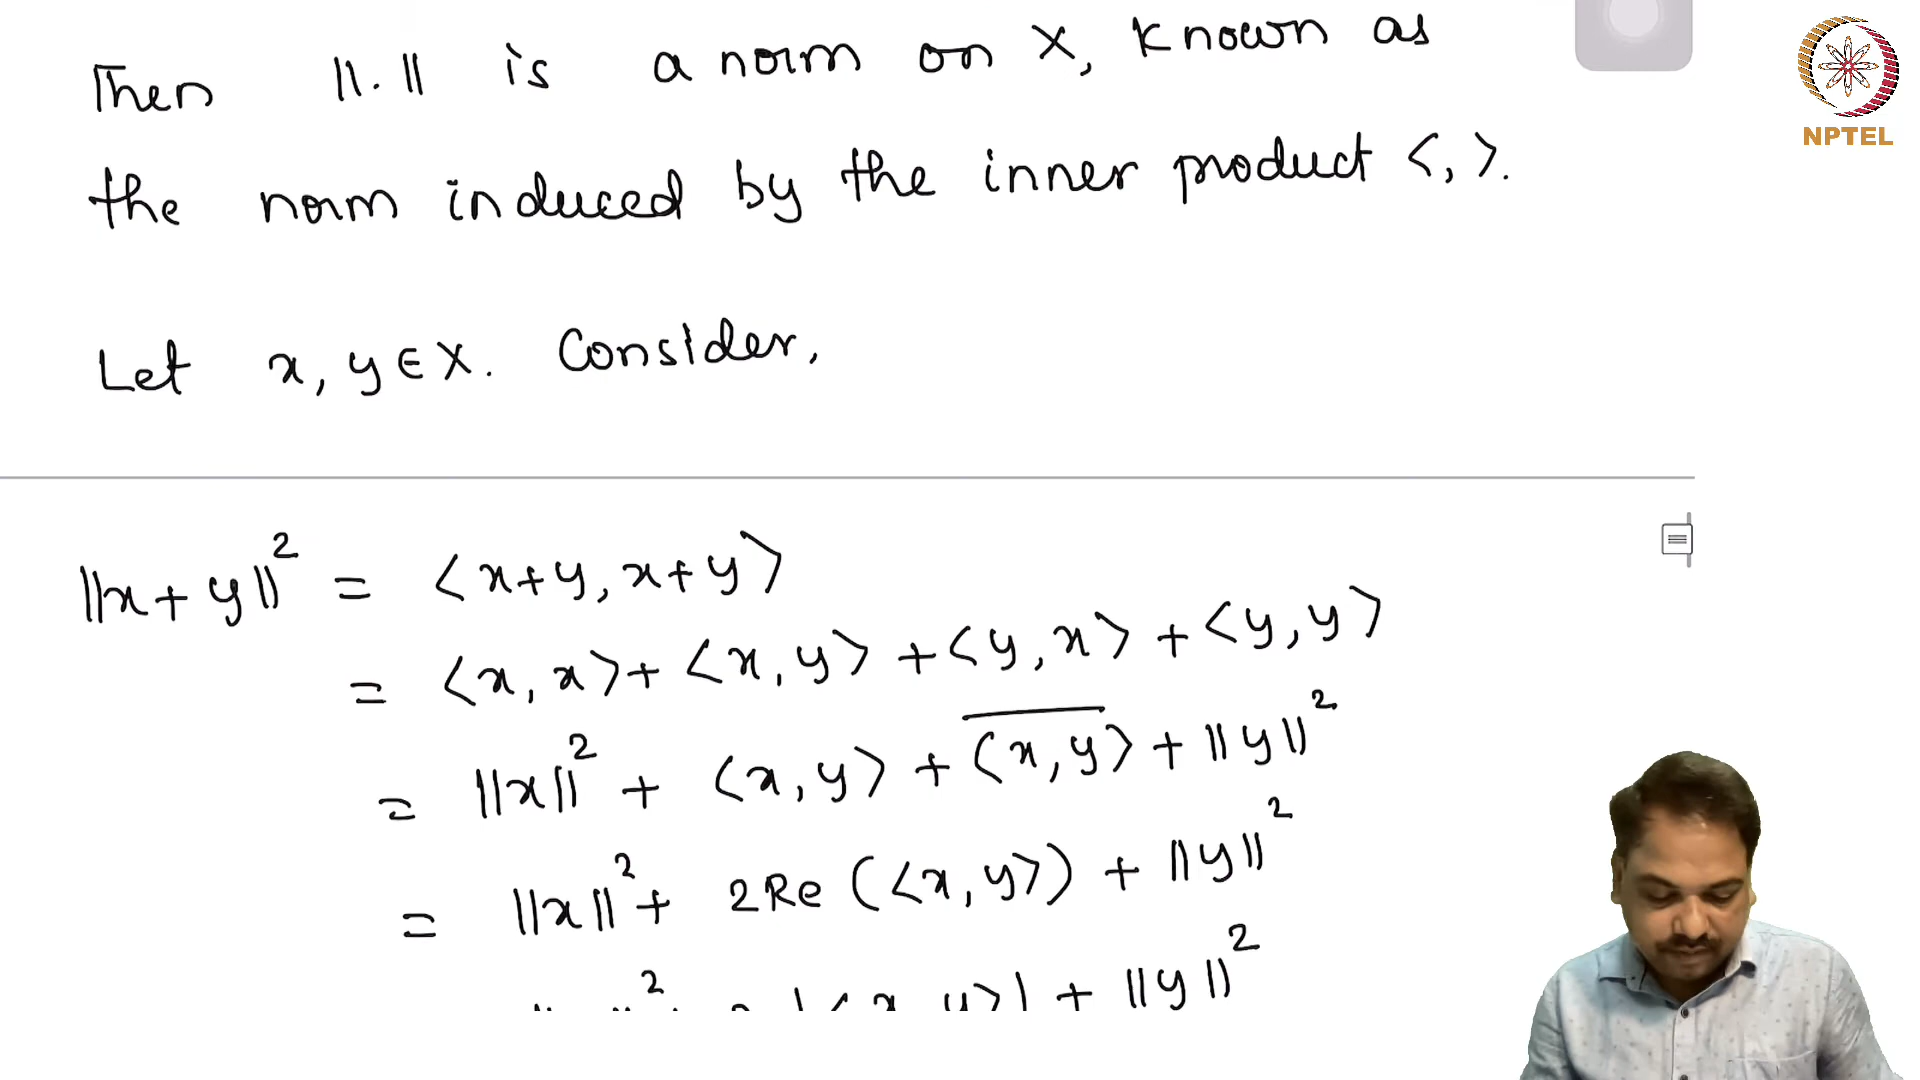 Then ||.|| is a norm on X, known as
the norm induced by the inner product <,>.
Let x, y ∈ X. Consider,
||x+y||² = <x+y, x+y>
= <x, x> + <x, y> + <y, x> + <y, y>
= ||x||² + <x, y> + \overline{<x, y>} + ||y||²
= ||x||² + 2Re (<x, y>) + ||y||²
| + ||y||²
NPTEL